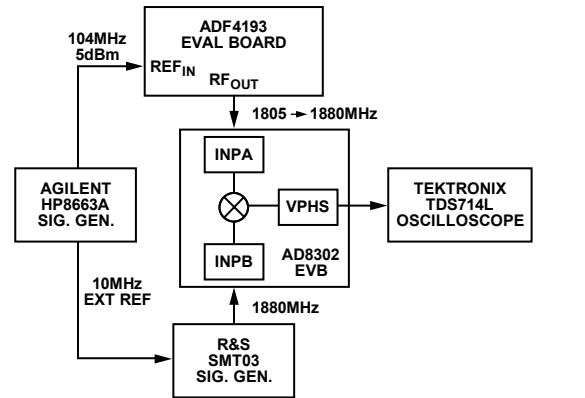 104MHz
5dBm
ADF4193
EVAL BOARD
REFIN
RFOUT
1805 → 1880MHz
INPA
AGILENT
HP8663A
SIG. GEN.
VPHS
TEKTRONIX
TDS714L
OSCILLOSCOPE
INPB
AD8302
EVB
10MHz
EXT REF
1880MHz
R&S
SMT03
SIG. GEN.